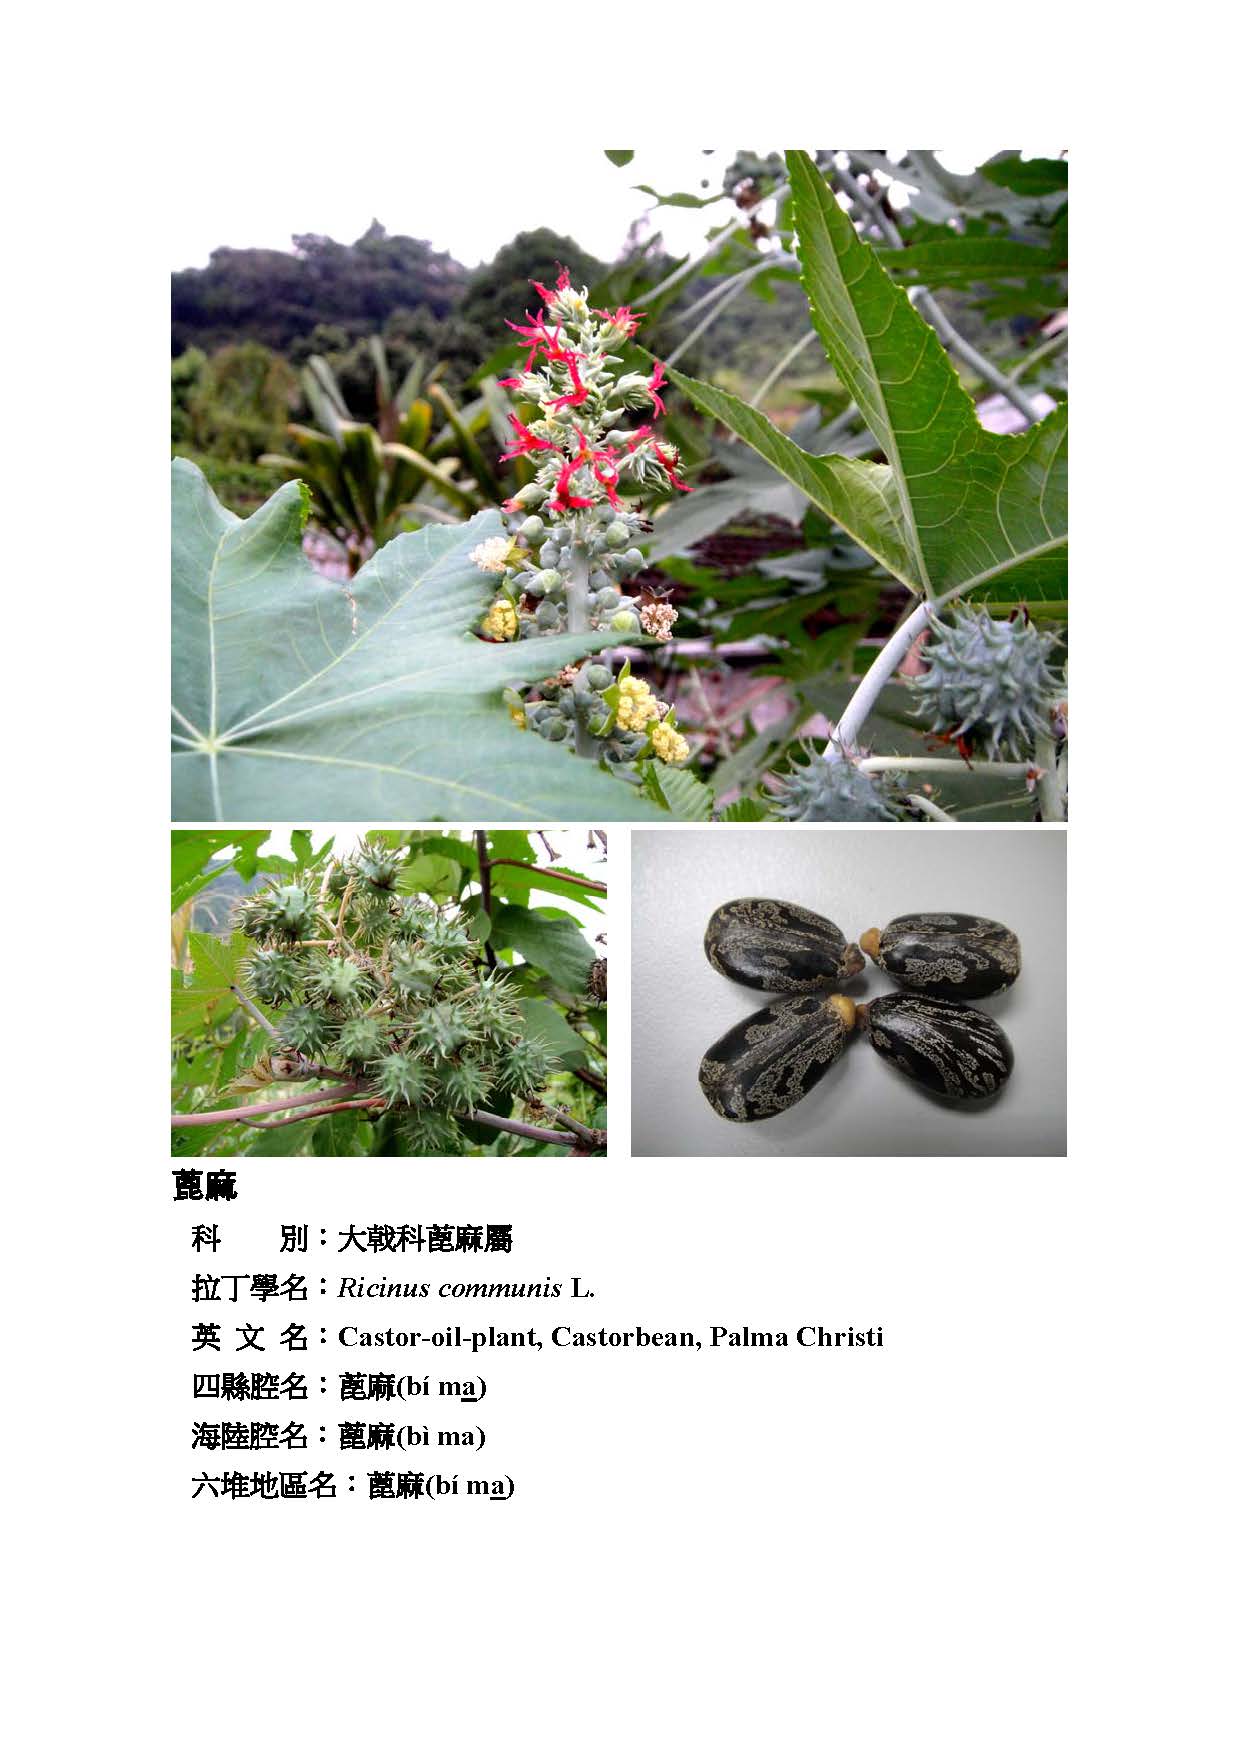 蓖麻
科　　別：大戟科蓖麻屬
拉丁學名：Ricinus communis L.
英 文 名：Castor-oil-plant, Castorbean, Palma Christi
四縣腔名：蓖麻(bí ma)
海陸腔名：蓖麻(bì ma)
六堆地區名：蓖麻(bí ma)